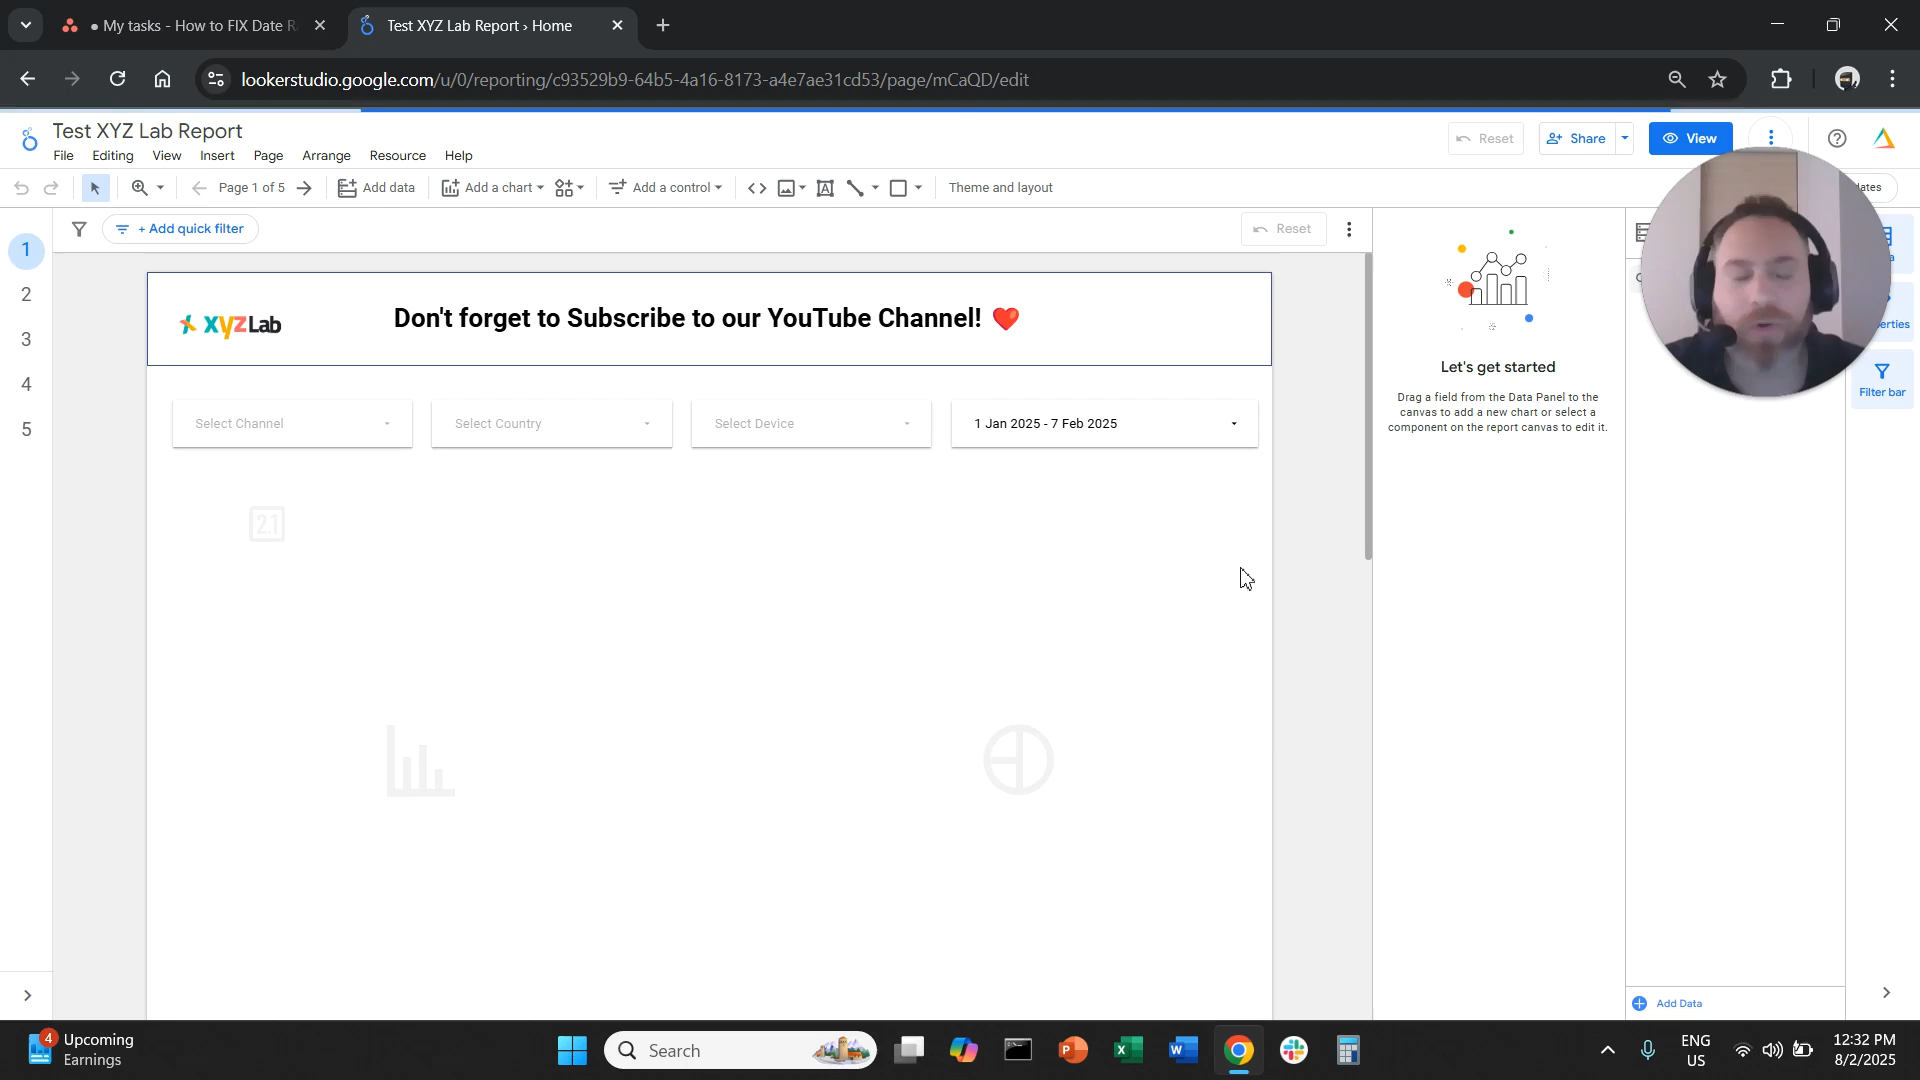 My tasks - How to FIX Date R
Test XYZ Lab Report › Home
lookerstudio.google.com/u/0/reporting/c93529b9-64b5-4a16-8173-a4e7ae31cd53/page/mCaQD/edit
Test XYZ Lab Report
File Editing View Insert Page Arrange Resource Help
Reset
Share
View
Page 1 of 5
Add data
Add a chart
Add a control
Theme and layout
+ Add quick filter
Reset
1
2
3
4
5
XYZ Lab
Don't forget to Subscribe to our YouTube Channel! ❤️
Select Channel
Select Country
Select Device
1 Jan 2025 - 7 Feb 2025
2.1
Let's get started
Drag a field from the Data Panel to the
canvas to add a new chart or select a
component on the report canvas to edit it.
Filter bar
Add Data
4
Upcoming
Earnings
Search
ENG
US
12:32 PM
8/2/2025